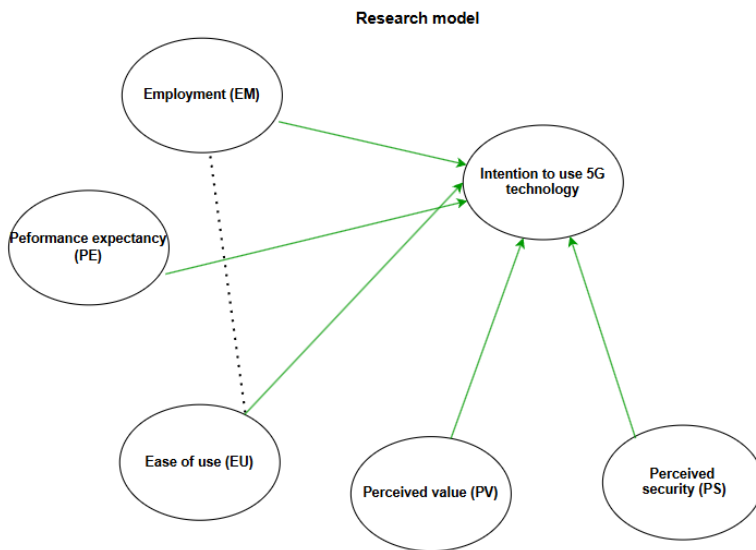 Research model
Employment (EM)
Intention to use 5G
technology
Peformance expectancy
(PE)
Ease of use (EU)
Perceived value (PV)
Perceived
security (PS)